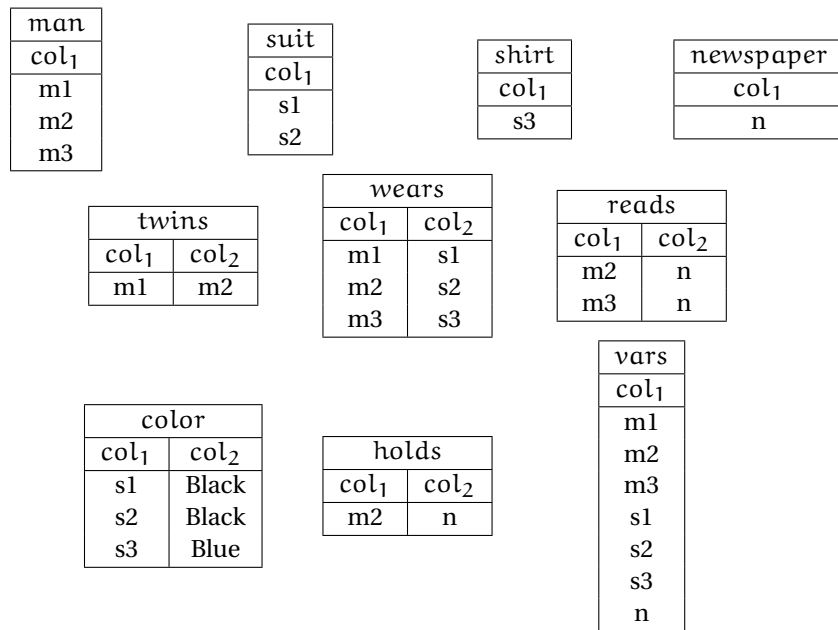 man
col1
m1
m2
m3
suit
col1
s1
s2
shirt
col1
s3
newspaper
col1
n
twins
col1 col2
m1 m2
wears
col1 col2
m1 s1
m2 s2
m3 s3
reads
col1 col2
m2 n
m3 n
color
col1 col2
s1 Black
s2 Black
s3 Blue
holds
col1 col2
m2 n
vars
col1
m1
m2
m3
s1
s2
s3
n